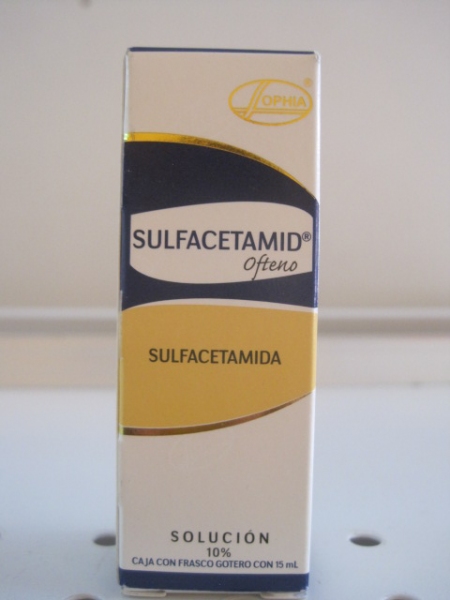 SOPHIA®
SULFACETAMID®
Ofteno
SULFACETAMIDA
SOLUCIÓN
10%
CAJA CON FRASCO GOTERO CON 15 mL